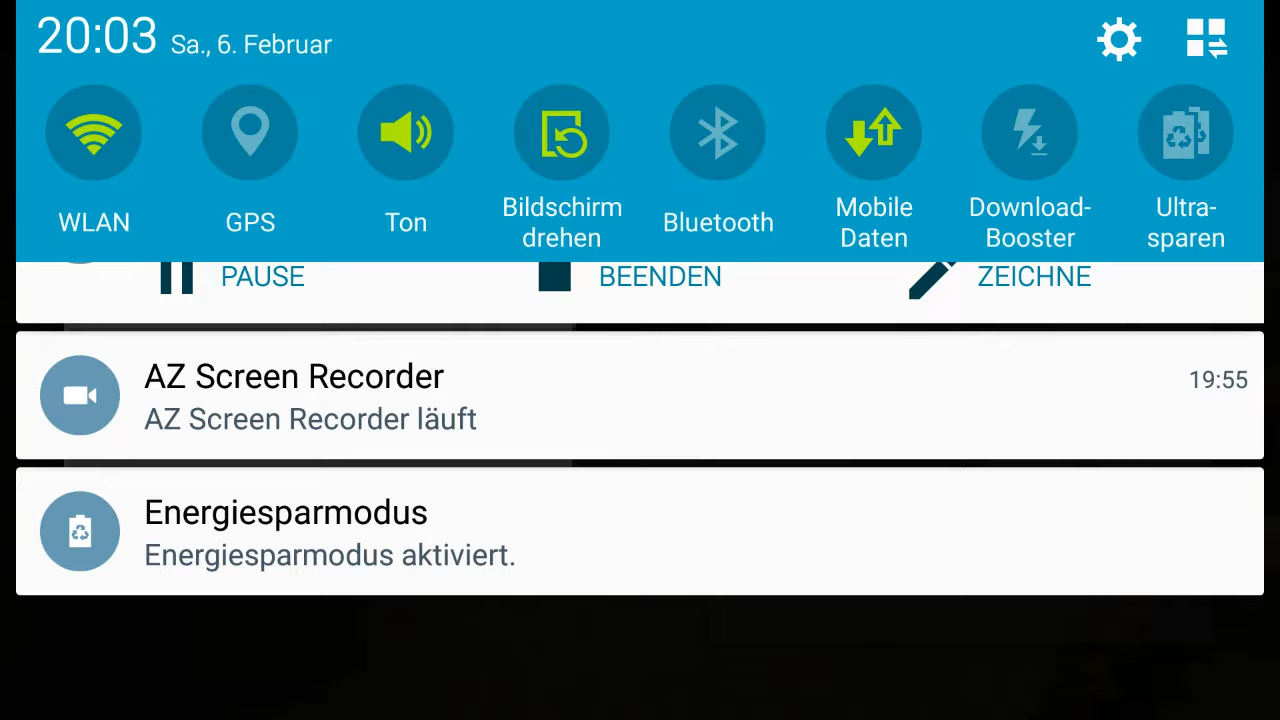 20:03 Sa., 6. Februar
WLAN
GPS
Ton
Bildschirm
drehen
Bluetooth
Mobile
Daten
Download-
Booster
Ultra-
sparen
PAUSE
BEENDEN
ZEICHNE
AZ Screen Recorder
19:55
AZ Screen Recorder läuft
Energiesparmodus
Energiesparmodus aktiviert.